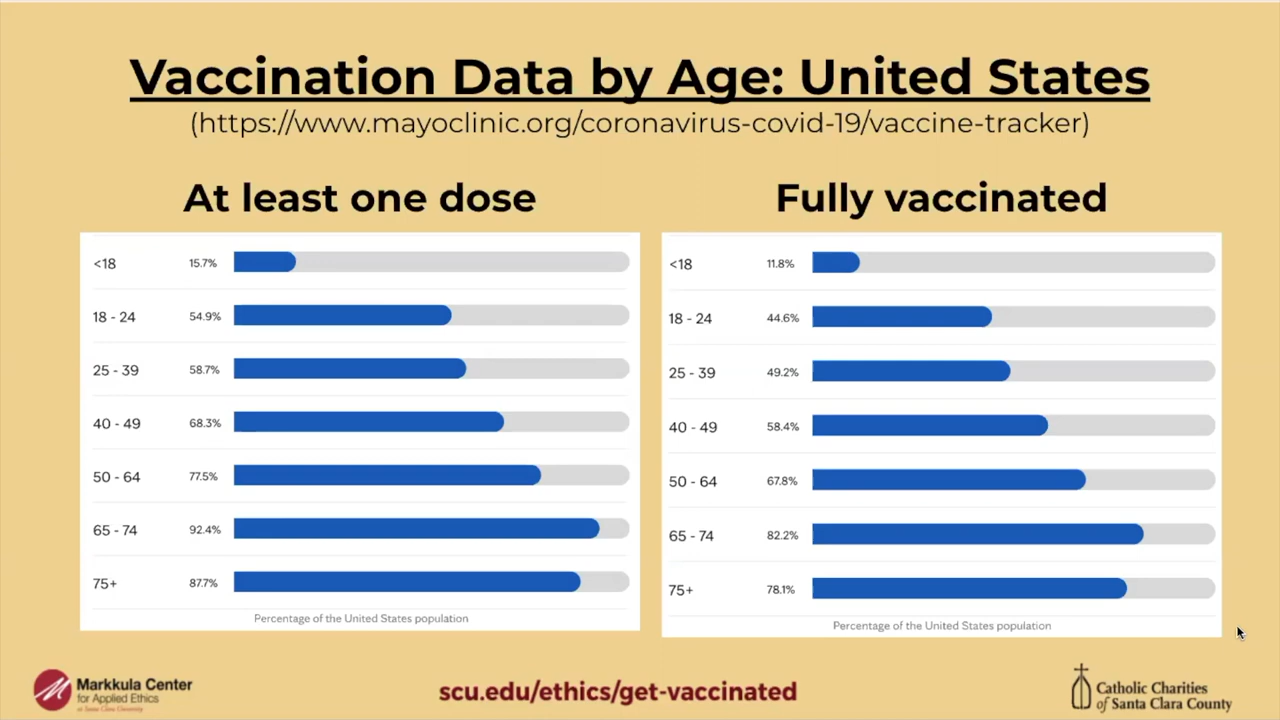 Vaccination Data by Age: United States
(https://www.mayoclinic.org/coronavirus-covid-19/vaccine-tracker)
At least one dose
<18 15.7%
18 - 24 54.9%
25 - 39 58.7%
40 - 49 68.3%
50 - 64 77.5%
65 - 74 92.4%
75+ 87.7%
Percentage of the United States population
Fully vaccinated
<18 11.8%
18 - 24 44.6%
25 - 39 49.2%
40 - 49 58.4%
50 - 64 67.8%
65 - 74 82.2%
75+ 78.1%
Percentage of the United States population
Markkula Center
for Applied Ethics
at Santa Clara University
scu.edu/ethics/get-vaccinated
Catholic Charities
of Santa Clara County